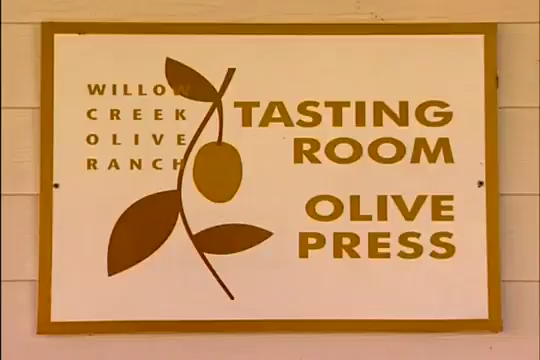 WILLOW
CREEK
OLIVE
RANCH
TASTING
ROOM
OLIVE
PRESS